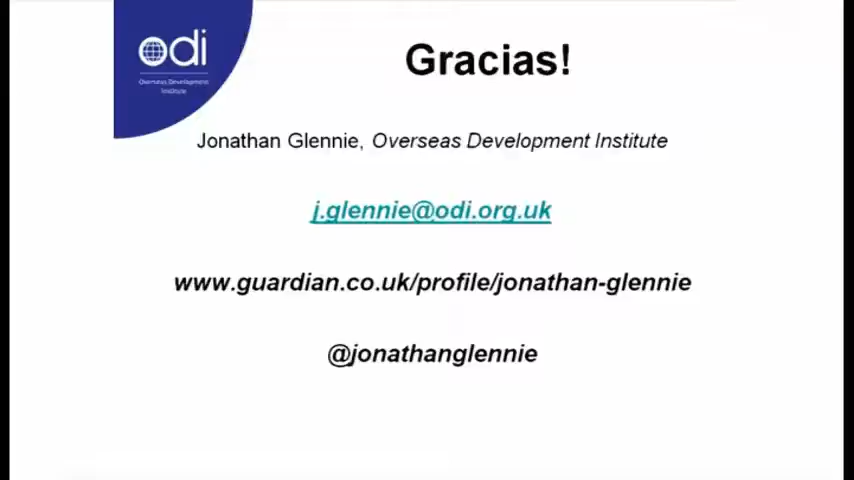 odi
Overseas Development
Institute
Gracias!
Jonathan Glennie, Overseas Development Institute
j.glennie@odi.org.uk
www.guardian.co.uk/profile/jonathan-glennie
@jonathanglennie